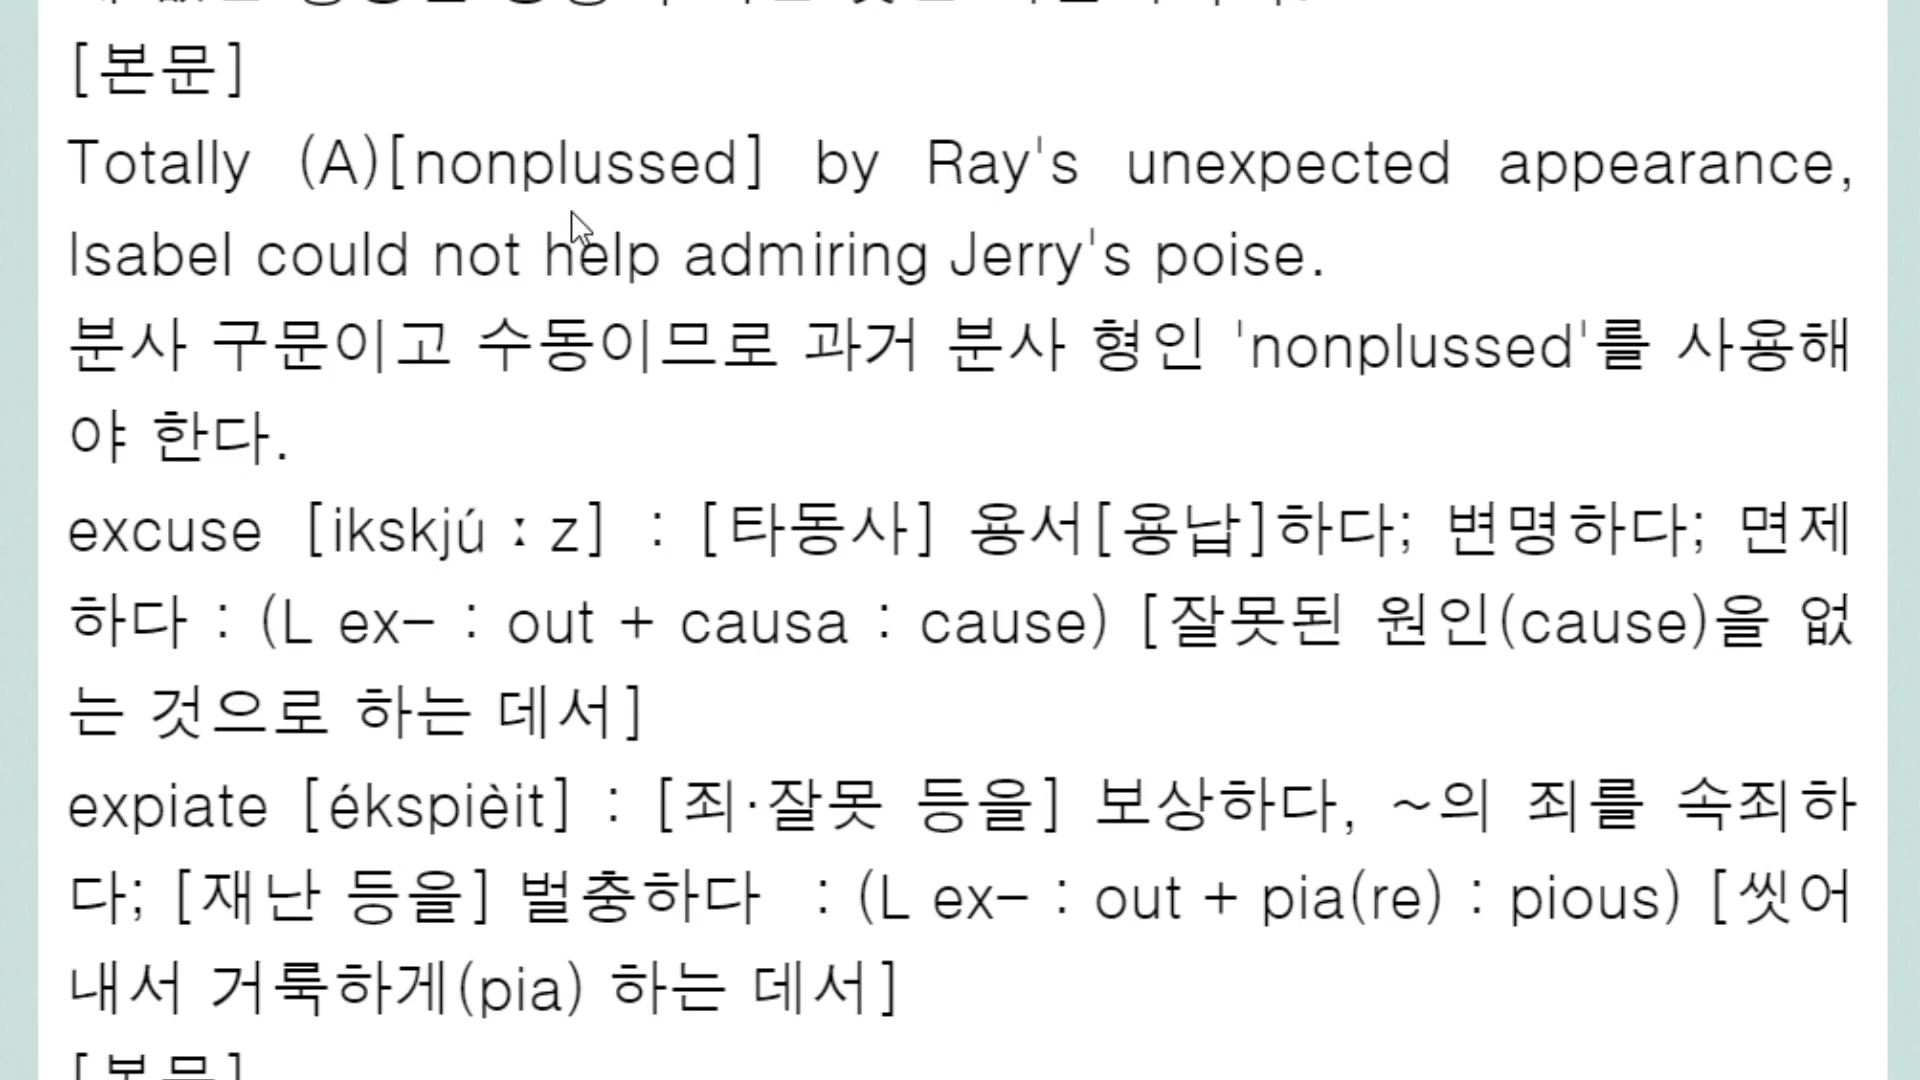 [본문]
Totally (A)[nonplussed] by Ray's unexpected appearance,
Isabel could not help admiring Jerry's poise.
분사 구문이고 수동이므로 과거 분사 형인 'nonplussed'를 사용해
야 한다.
excuse [ikskjú ː z] : [타동사] 용서[용납]하다; 변명하다; 면제
하다 : (L ex- : out + causa : cause) [잘못된 원인(cause)을 없
는 것으로 하는 데서]
expiate [ékspièit] : [죄·잘못 등을] 보상하다, ~의 죄를 속죄하
다; [재난 등을] 벌충하다 : (L ex- : out + pia(re) : pious) [씻어
내서 거룩하게(pia) 하는 데서]
[본문]